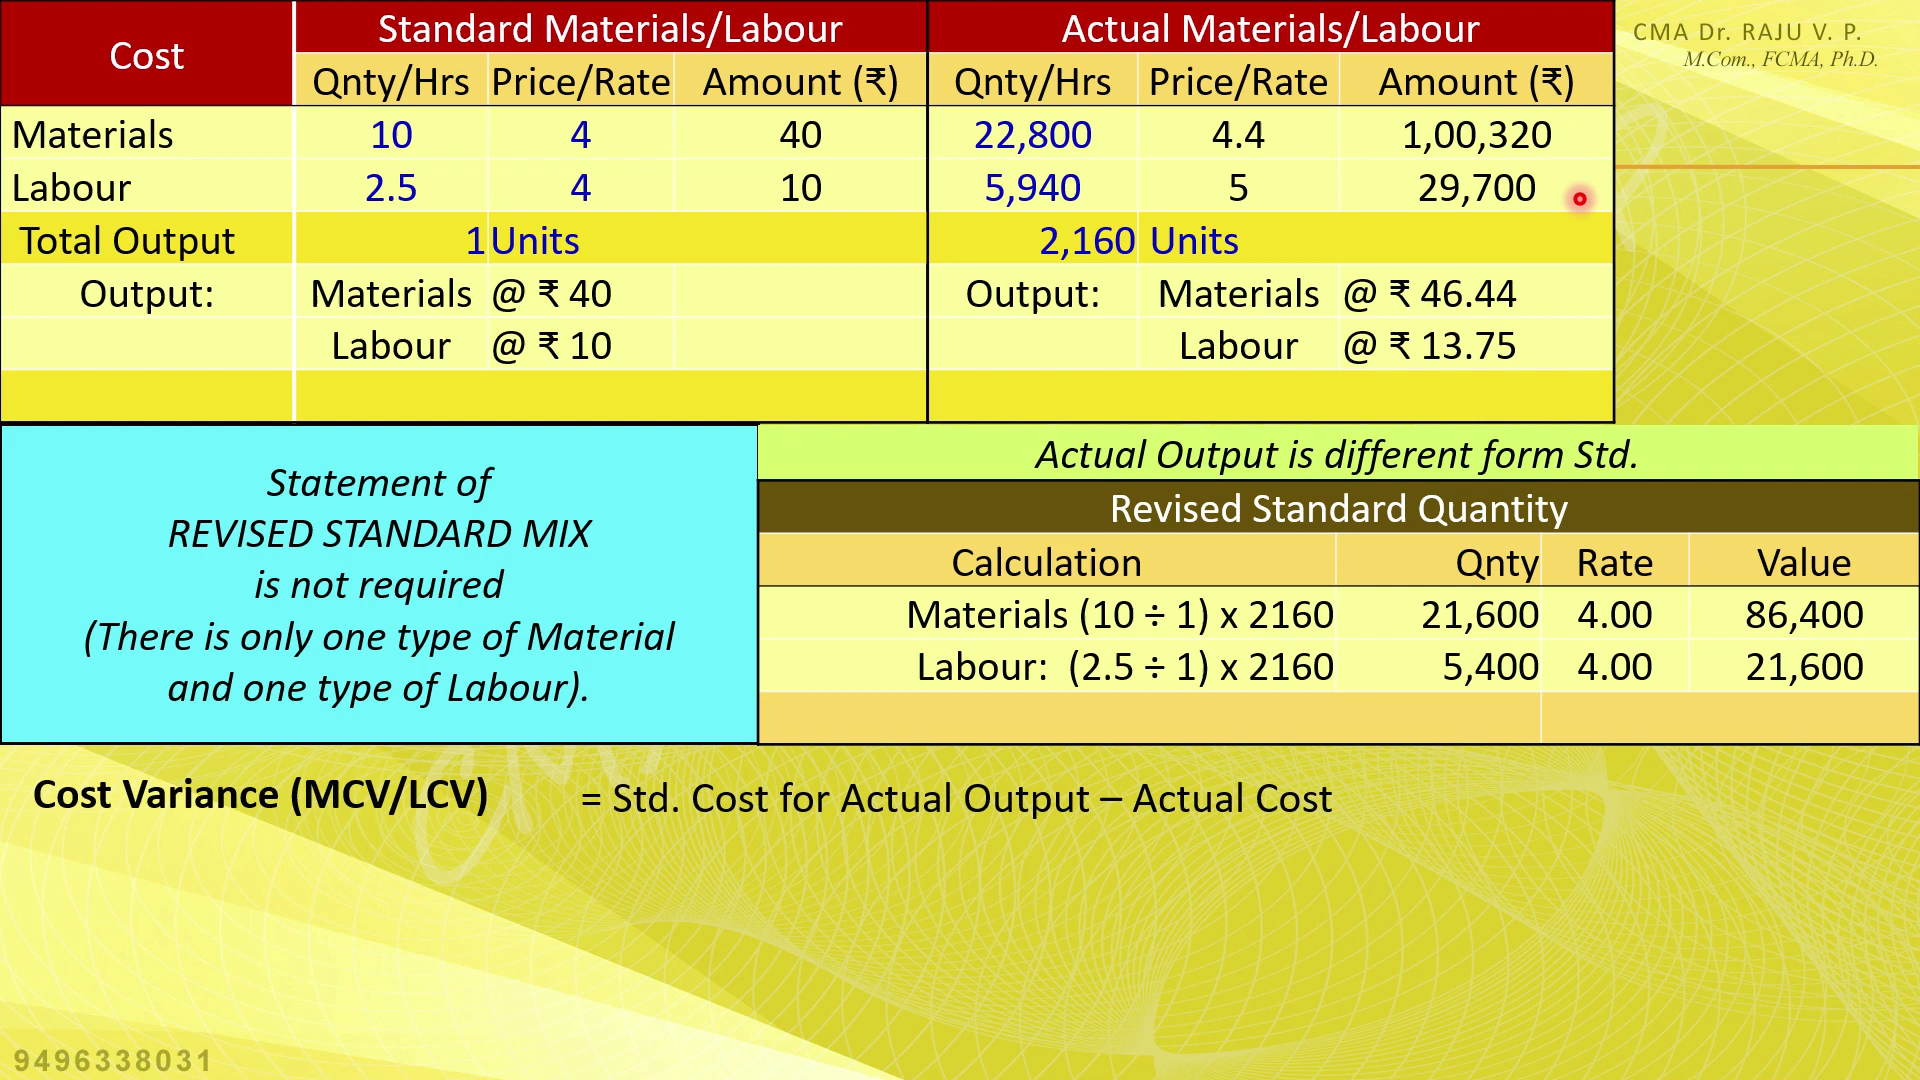 Cost
Standard Materials/Labour
Actual Materials/Labour
CMA Dr. RAJU V. P.
M.Com., FCMA, Ph.D.
Qnty/Hrs Price/Rate Amount (₹) Qnty/Hrs Price/Rate Amount (₹)
Materials 10 4 40 22,800 4.4 1,00,320
Labour 2.5 4 10 5,940 5 29,700
Total Output 1 Units 2,160 Units
Output: Materials @ ₹ 40 Output: Materials @ ₹ 46.44
Labour @ ₹ 10 Labour @ ₹ 13.75
Statement of
REVISED STANDARD MIX
is not required
(There is only one type of Material
and one type of Labour).
Actual Output is different form Std.
Revised Standard Quantity
Calculation Qnty Rate Value
Materials (10 ÷ 1) x 2160 21,600 4.00 86,400
Labour: (2.5 ÷ 1) x 2160 5,400 4.00 21,600
Cost Variance (MCV/LCV) = Std. Cost for Actual Output – Actual Cost
9496338031